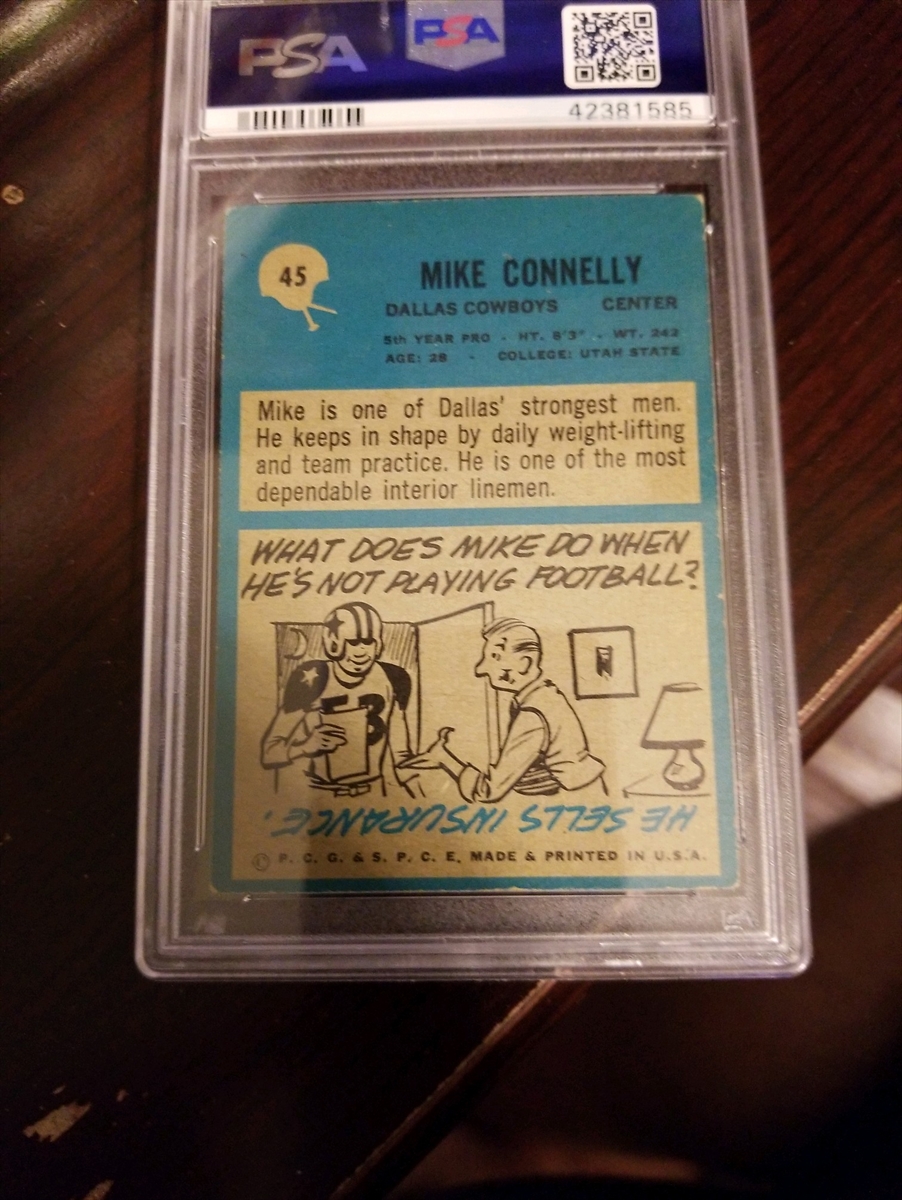 PSA PSA
42381585
45
MIKE CONNELLY
DALLAS COWBOYS CENTER
5th YEAR PRO - HT. 6'3" - WT. 242
AGE: 28 - COLLEGE: UTAH STATE
Mike is one of Dallas' strongest men.
He keeps in shape by daily weight-lifting
and team practice. He is one of the most
dependable interior linemen.
WHAT DOES MIKE DO WHEN
HE'S NOT PLAYING FOOTBALL?
53
HE SELLS INSURANCE.
© P. C. G. & S. P. C. E. MADE & PRINTED IN U.S.A.